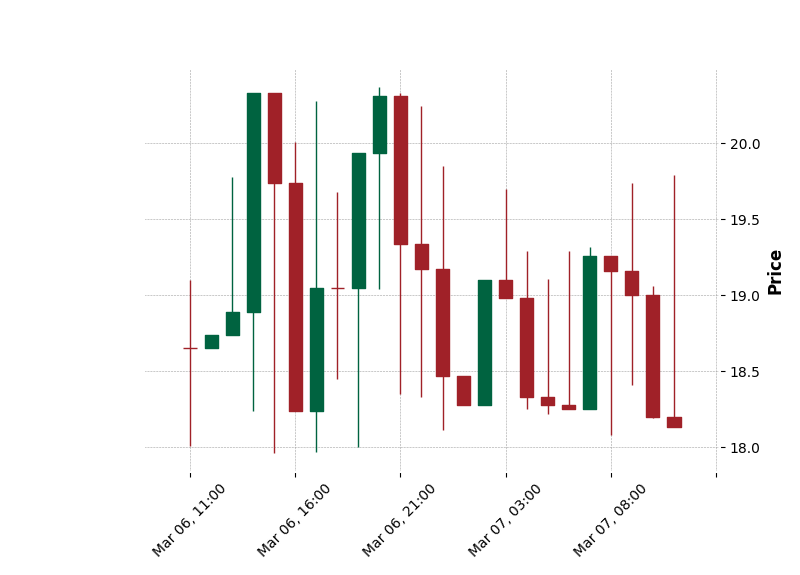 20.0
19.5
19.0
18.5
18.0
Price
Mar 06, 11:00
Mar 06, 16:00
Mar 06, 21:00
Mar 07, 03:00
Mar 07, 08:00